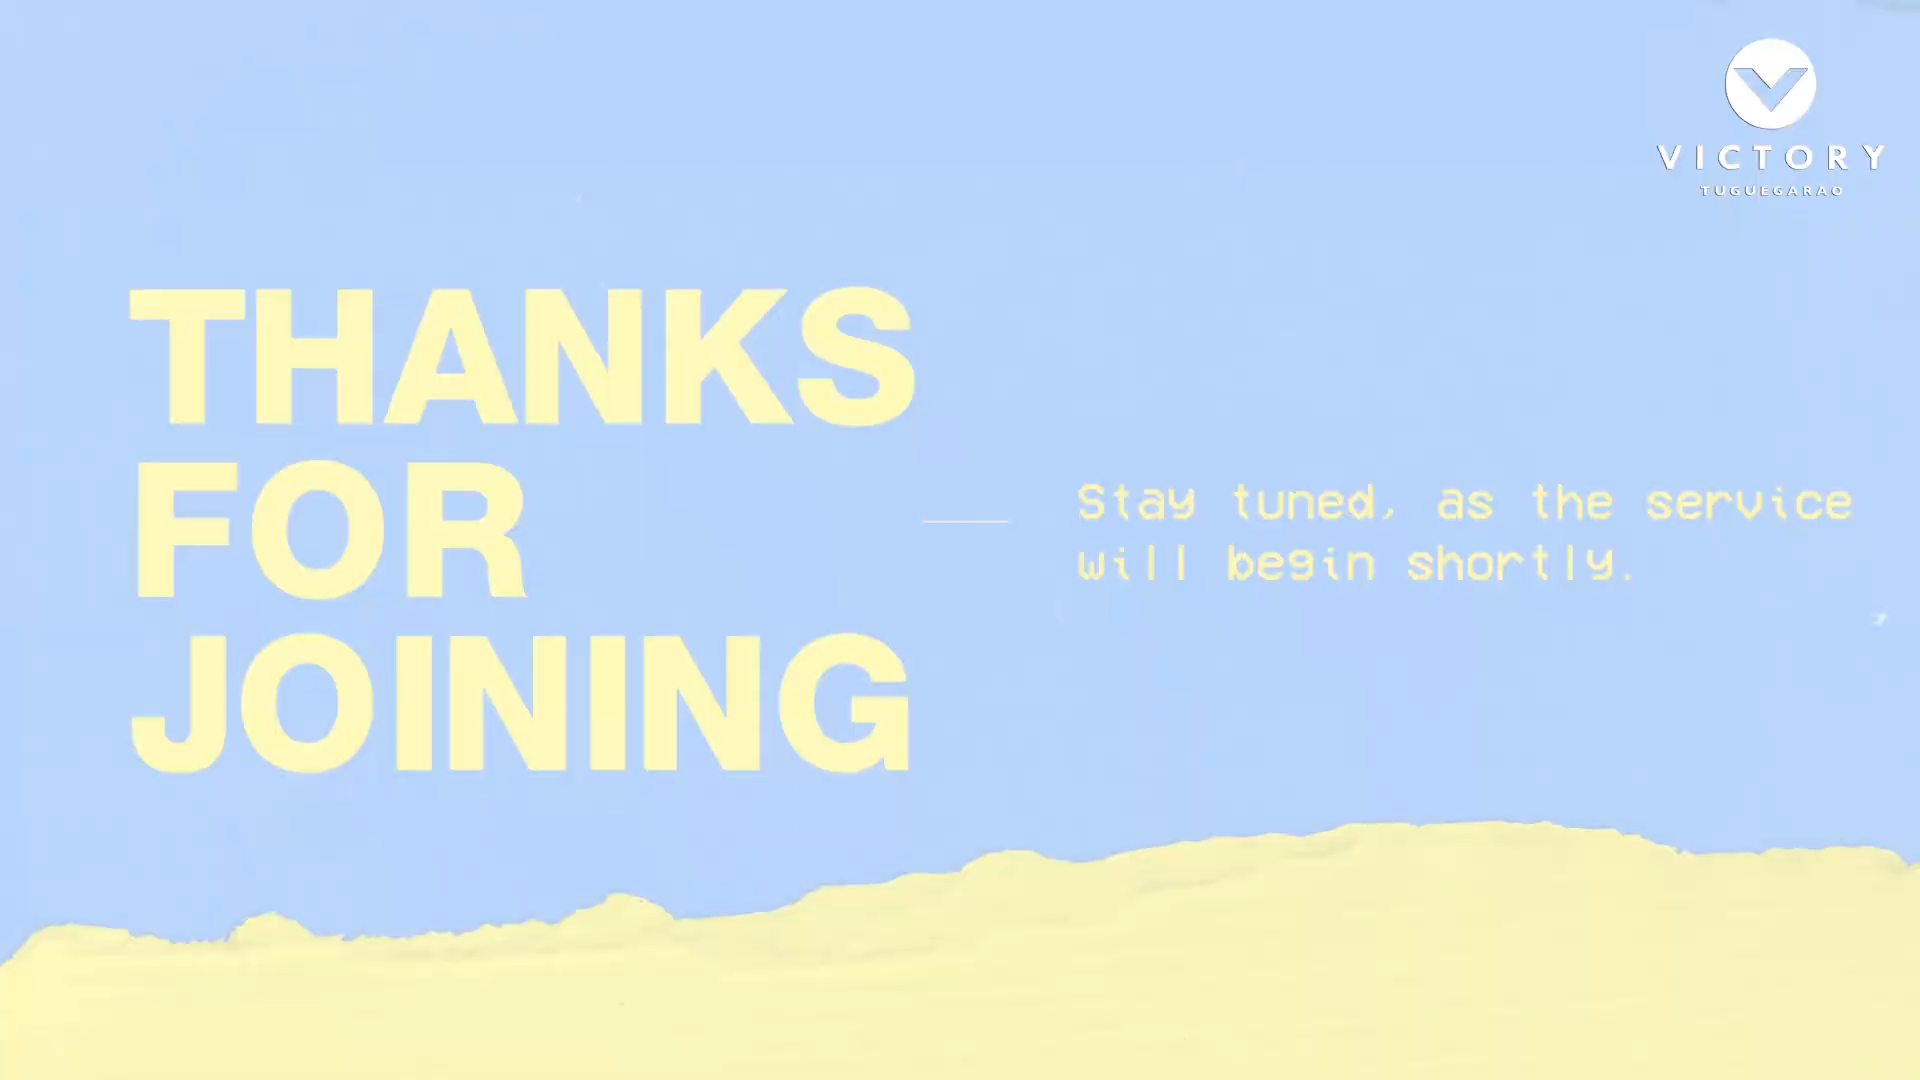 VICTORY
TUGUEGARAO
THANKS
FOR
JOINING
Stay tuned, as the service
will begin shortly.